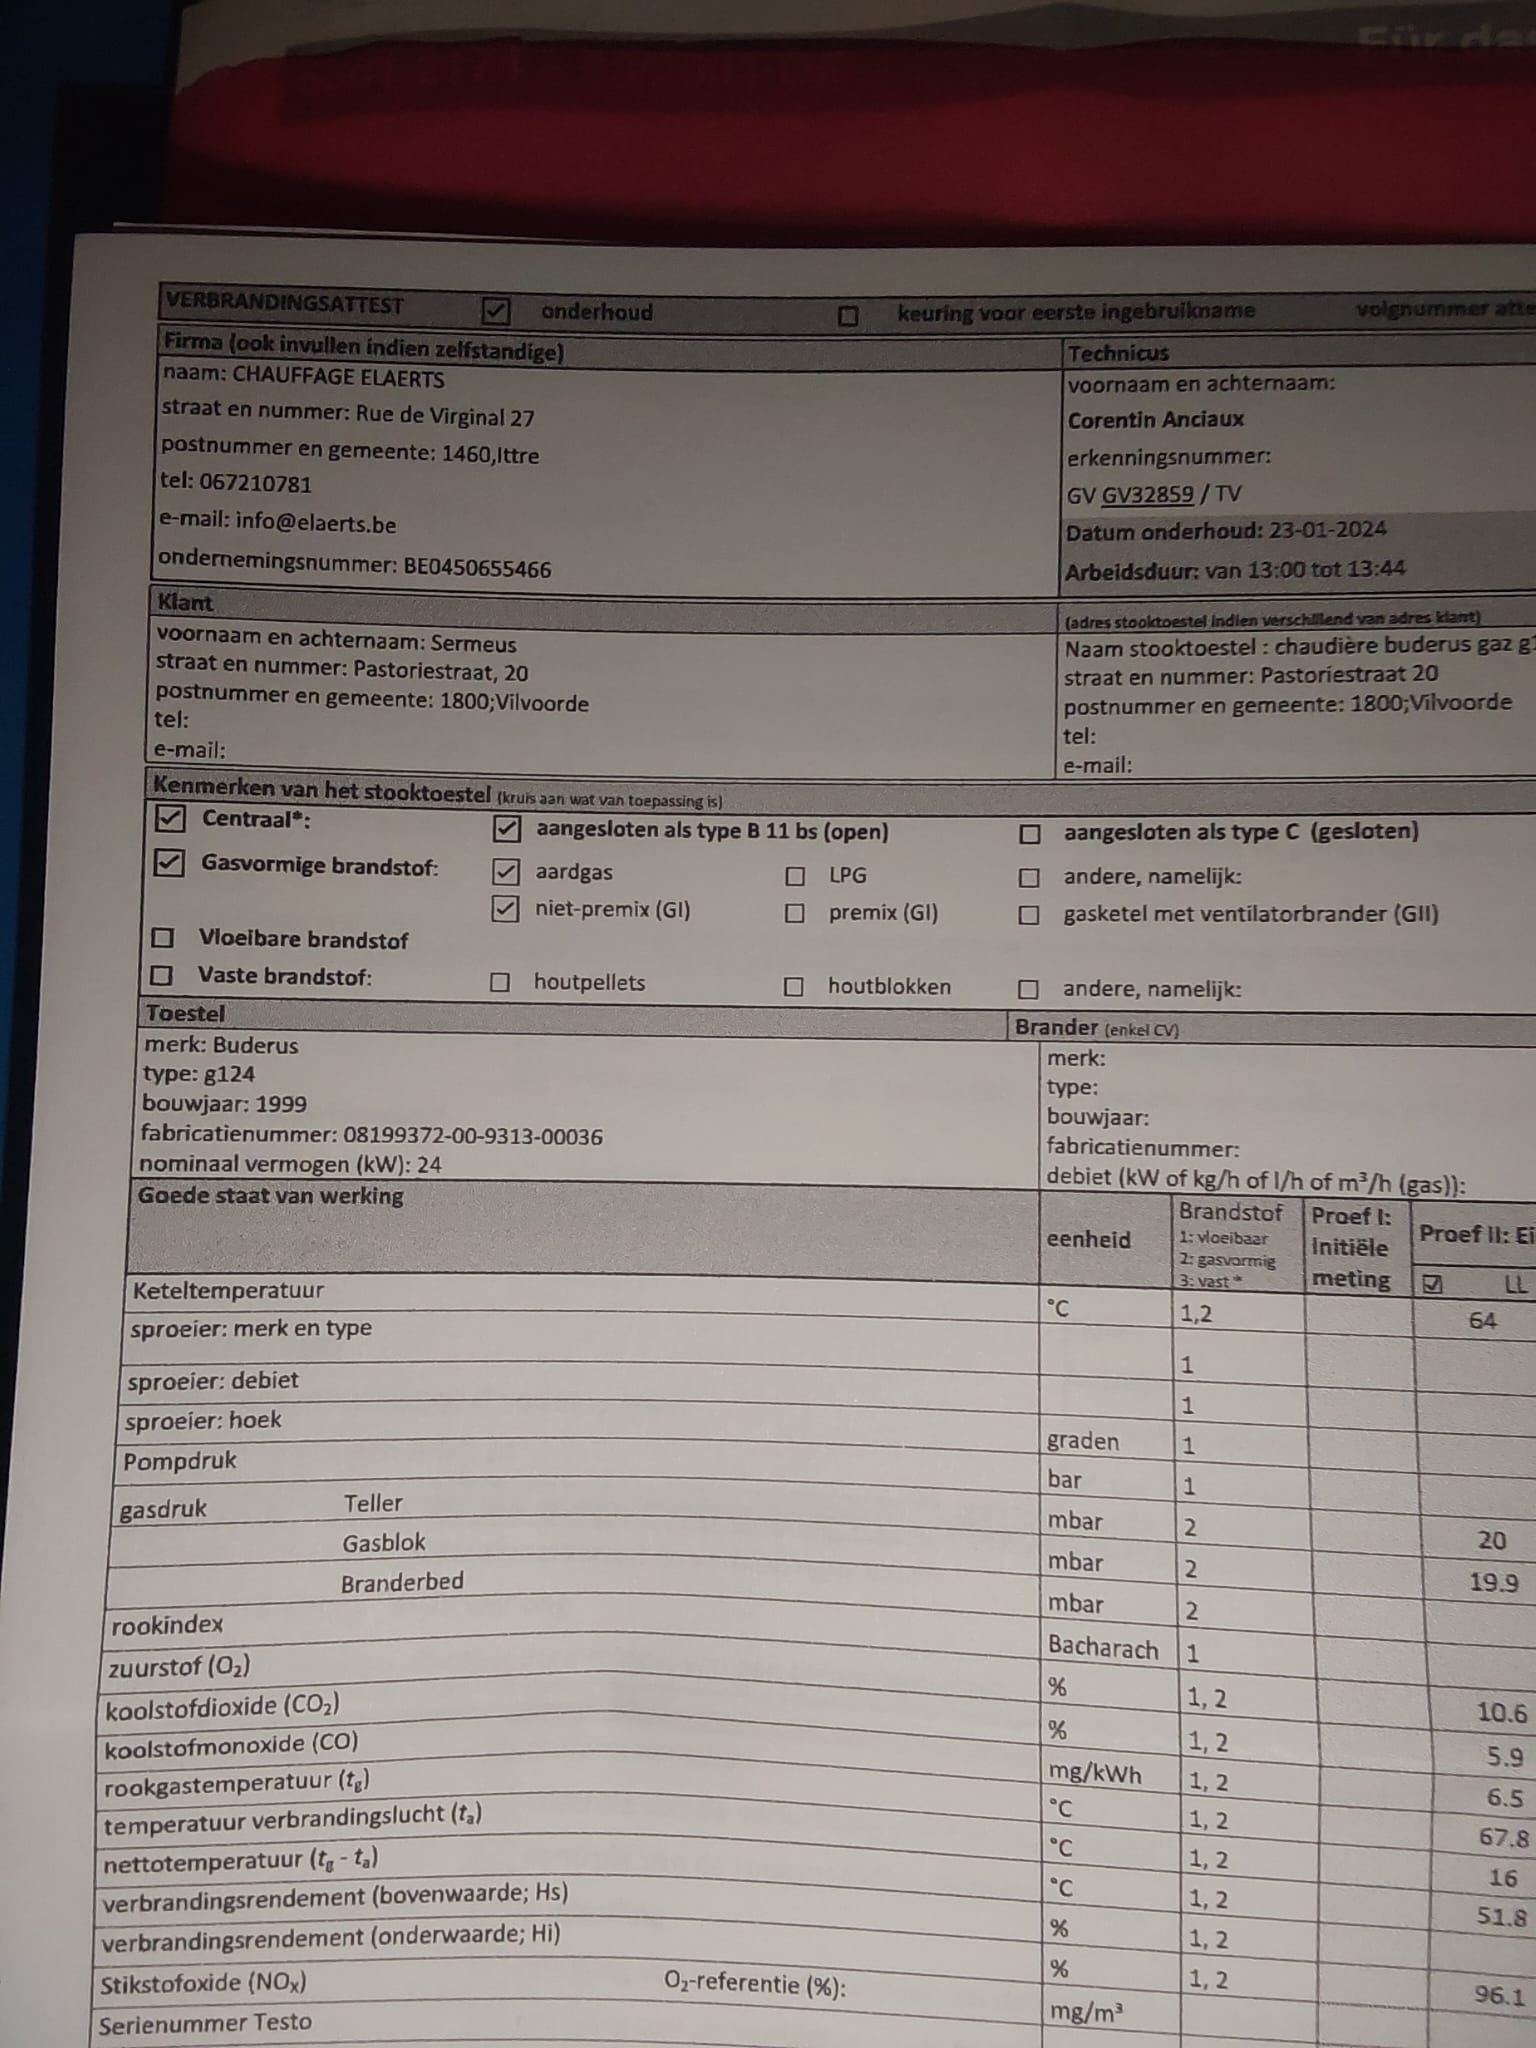 Für da
VERBRANDINGSATTEST ☑ onderhoud ☐ keuring voor eerste ingebruikname volgnummer atte
Firma (ook invullen indien zelfstandige)
naam: CHAUFFAGE ELAERTS
straat en nummer: Rue de Virginal 27
postnummer en gemeente: 1460,Ittre
tel: 067210781
e-mail: info@elaerts.be
ondernemingsnummer: BE0450655466
Technicus
voornaam en achternaam:
Corentin Anciaux
erkenningsnummer:
GV GV32859 / TV
Datum onderhoud: 23-01-2024
Arbeidsduur: van 13:00 tot 13:44
Klant
voornaam en achternaam: Sermeus
straat en nummer: Pastoriestraat, 20
postnummer en gemeente: 1800;Vilvoorde
tel:
e-mail:
(adres stooktoestel indien verschillend van adres klant)
Naam stooktoestel : chaudière buderus gaz g1
straat en nummer: Pastoriestraat 20
postnummer en gemeente: 1800;Vilvoorde
tel:
e-mail:
Kenmerken van het stooktoestel (kruis aan wat van toepassing is)
☑ Centraal*: ☑ aangesloten als type B 11 bs (open) ☐ aangesloten als type C (gesloten)
☑ Gasvormige brandstof: ☑ aardgas ☐ LPG ☐ andere, namelijk:
☑ niet-premix (GI) ☐ premix (GI) ☐ gasketel met ventilatorbrander (GII)
☐ Vloeibare brandstof
☐ Vaste brandstof: ☐ houtpellets ☐ houtblokken ☐ andere, namelijk:
Toestel
merk: Buderus
type: g124
bouwjaar: 1999
fabricatienummer: 08199372-00-9313-00036
nominaal vermogen (kW): 24
Brander (enkel CV)
merk:
type:
bouwjaar:
fabricatienummer:
debiet (kW of kg/h of l/h of m³/h (gas)):
Goede staat van werking
eenheid
Brandstof
1: vloeibaar
2: gasvormig
3: vast *
Proef I:
Initiële
meting
Proef II: Ei
☑ LL
Keteltemperatuur °C 1,2 64
sproeier: merk en type 1
sproeier: debiet 1
sproeier: hoek graden 1
Pompdruk bar 1
gasdruk Teller mbar 2 20
Gasblok mbar 2 19.9
Branderbed mbar 2
rookindex Bacharach 1
zuurstof (O₂) % 1, 2 10.6
koolstofdioxide (CO₂) % 1, 2 5.9
koolstofmonoxide (CO) mg/kWh 1, 2 6.5
rookgastemperatuur (tg) °C 1, 2 67.8
temperatuur verbrandingslucht (ta) °C 1, 2 16
nettotemperatuur (tg - ta) °C 1, 2 51.8
verbrandingsrendement (bovenwaarde; Hs) % 1, 2
verbrandingsrendement (onderwaarde; Hi) % 1, 2 96.1
Stikstofoxide (NOx) O₂-referentie (%): mg/m³
Serienummer Testo